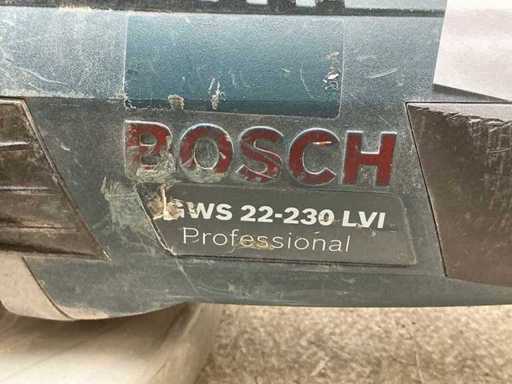 BOSCH
GWS 22-230 LVI
Professional